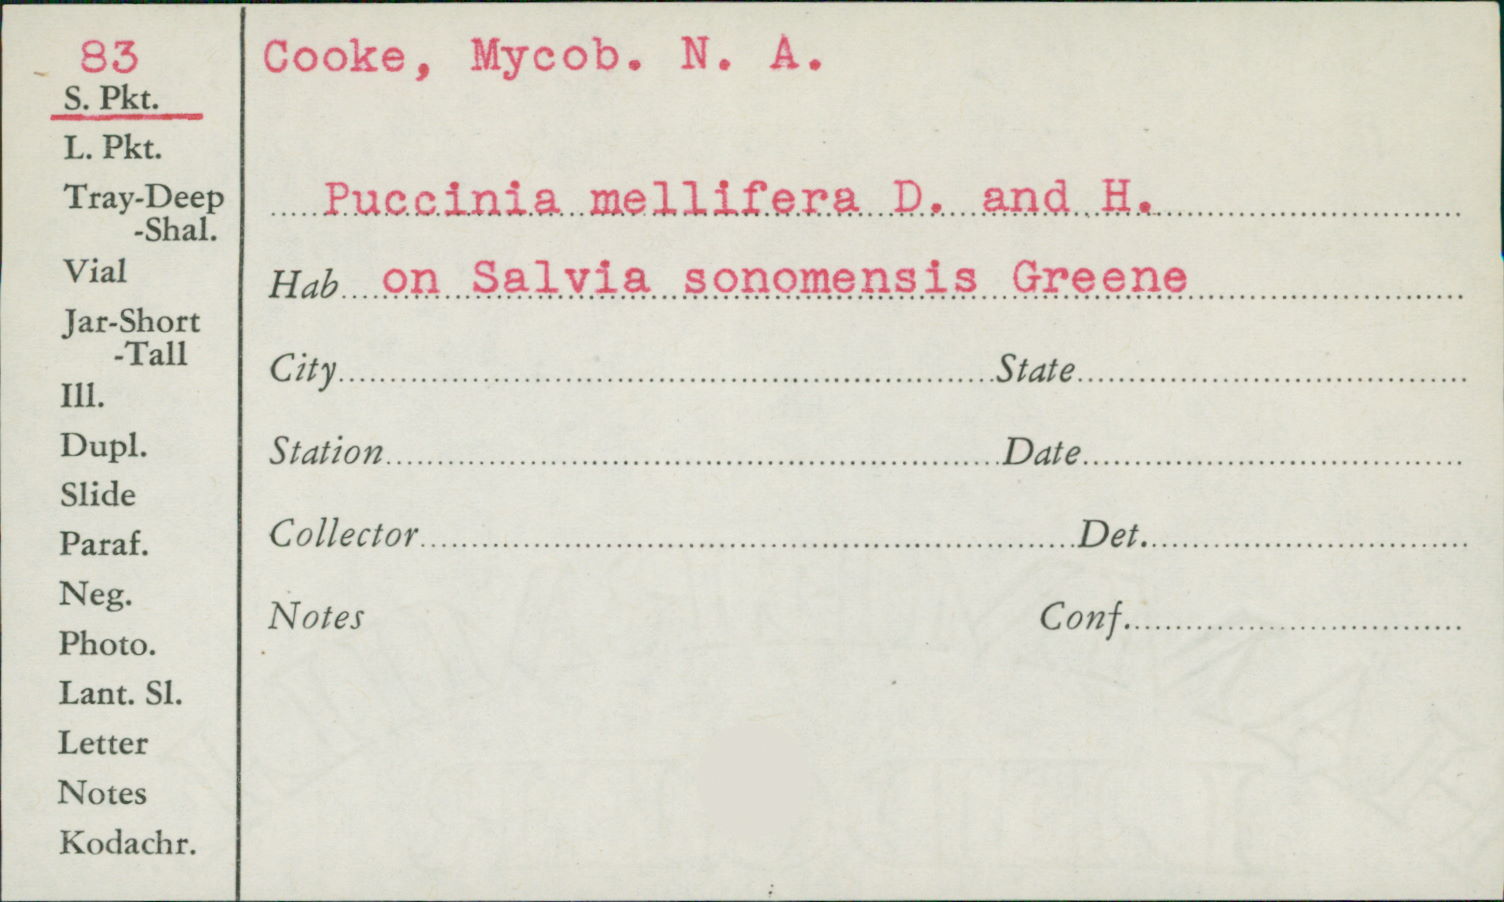 83
S. Pkt.
L. Pkt.
Tray-Deep
-Shal.
Vial
Jar-Short
-Tall
Ill.
Dupl.
Slide
Paraf.
Neg.
Photo.
Lant. Sl.
Letter
Notes
Kodachr.
Cooke, Mycob. N. A.
Puccinia mellifera D. and H.
Hab on Salvia sonomensis Greene
City State
Station Date
Collector Det.
Notes Conf.